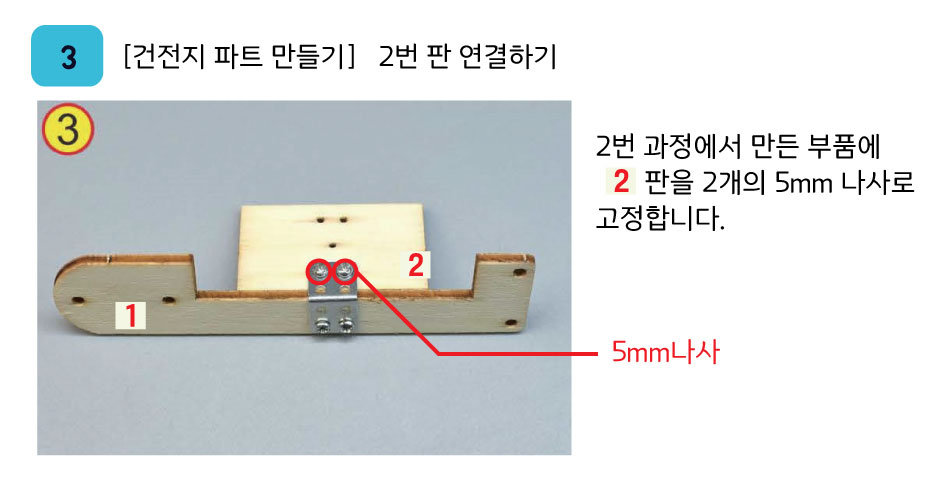 3 [건전지 파트 만들기] 2번 판 연결하기
3
2번 과정에서 만든 부품에
2 판을 2개의 5mm 나사로
고정합니다.
2
1
5mm나사